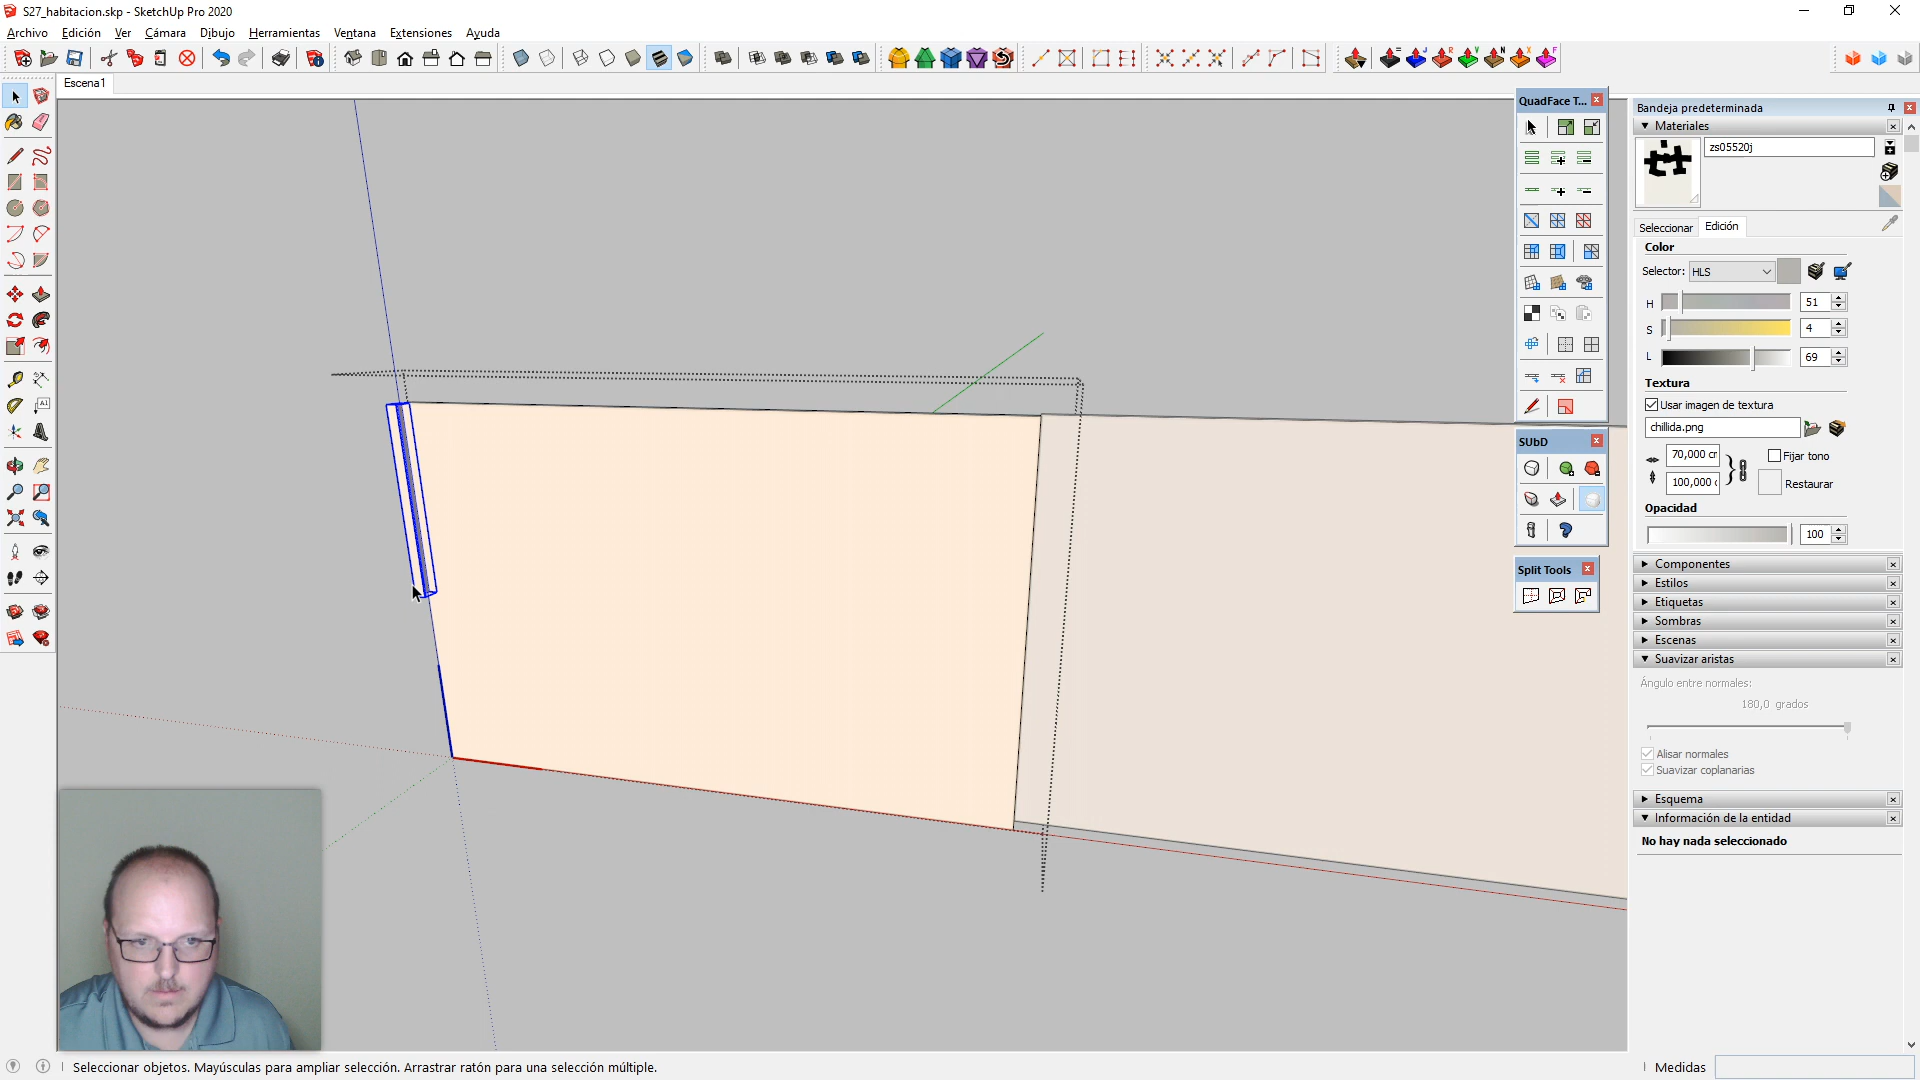 S27_habitacion.skp - SketchUp Pro 2020
Archivo Edición Ver Cámara Dibujo Herramientas Ventana Extensiones Ayuda
Escena1
QuadFace T...
SUbD
Split Tools
Bandeja predeterminada
Materiales
zs05520j
Seleccionar Edición
Color
Selector: HLS
H 51
S 4
L 69
Textura
Usar imagen de textura
chillida.png
70,000 cr
Fijar tono
100,000 (
Restaurar
Opacidad
100
Componentes
Estilos
Etiquetas
Sombras
Escenas
Suavizar aristas
Ángulo entre normales:
180,0 grados
Alisar normales
Suavizar coplanarias
Esquema
Información de la entidad
No hay nada seleccionado
Seleccionar objetos. Mayúsculas para ampliar selección. Arrastrar ratón para una selección múltiple.
Medidas